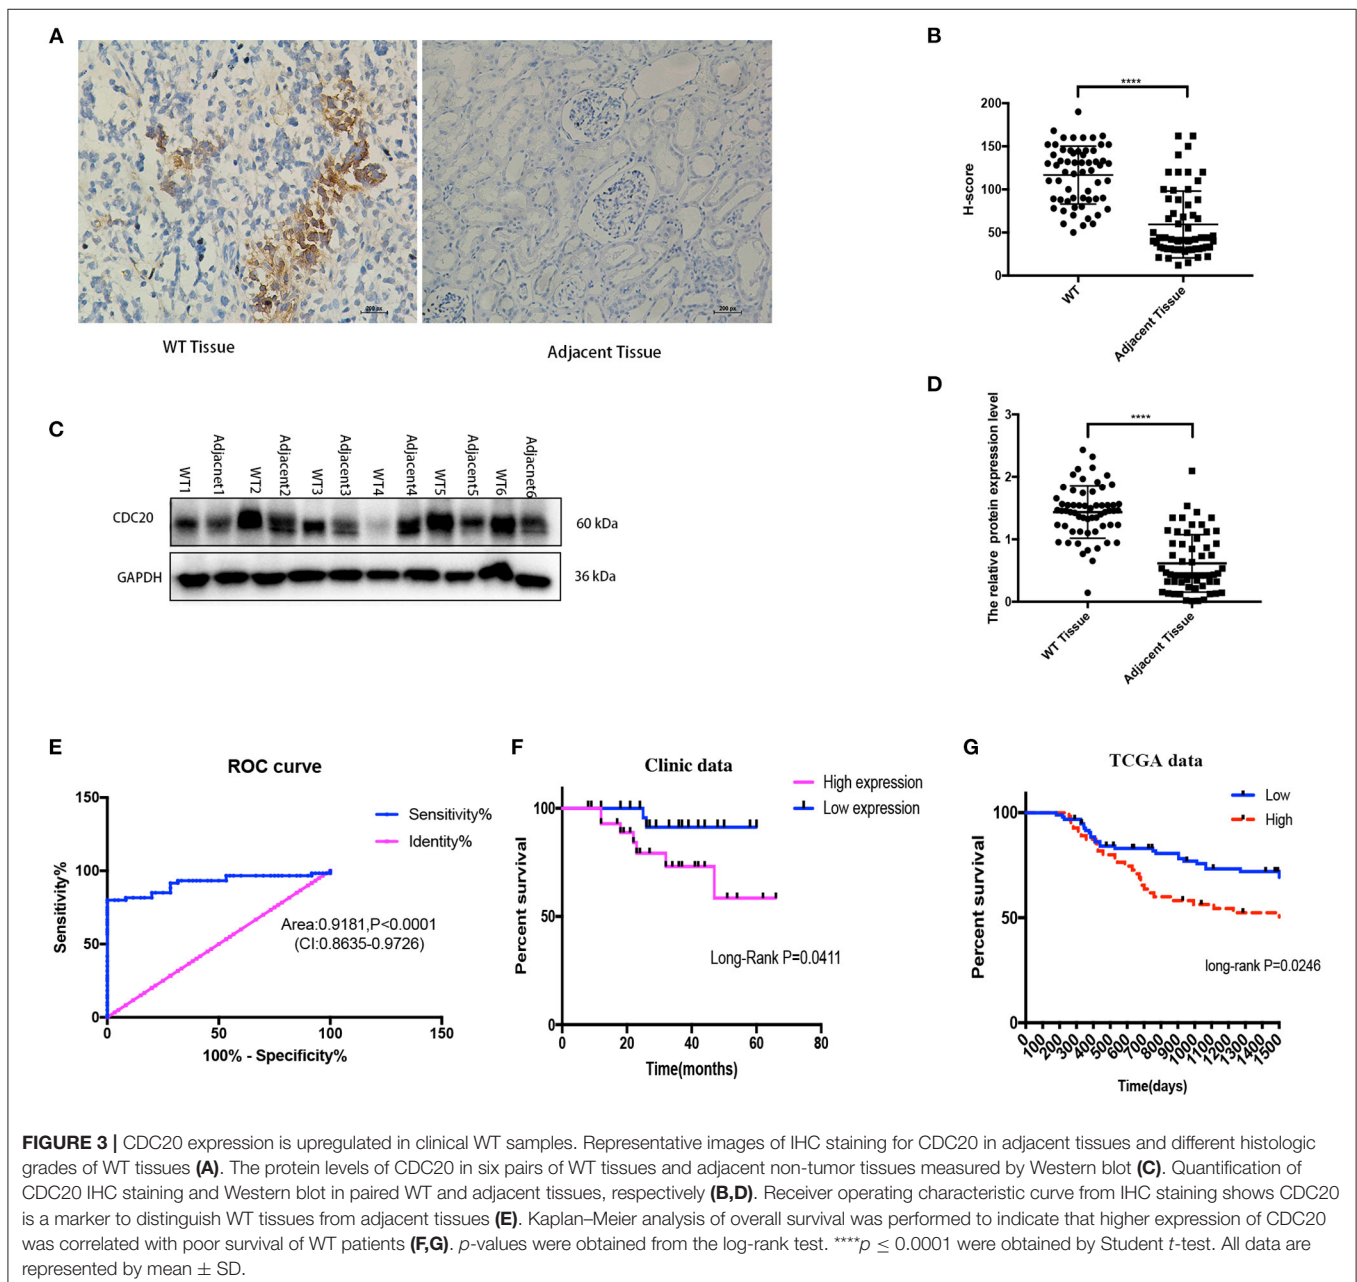 A
200 px
200 px
WT Tissue
Adjacent Tissue
B
****
200
150
100
50
0
H-score
WT
Adjacent Tissue
C
WT1
Adjacnet1
WT2
Adjacent2
WT3
Adjacent3
WT4
Adjacent4
WT5
Adjacent5
WT6
Adjacnet6
CDC20
60 kDa
GAPDH
36 kDa
D
****
3
2
1
0
The relative protein expression level
WT Tissue
Adjacent Tissue
E
ROC curve
150
100
50
0
Sensitivity%
Sensitivity%
Identity%
Area:0.9181,P<0.0001
(CI:0.8635-0.9726)
0 50 100 150
100% - Specificity%
F
Clinic data
High expression
Low expression
100
50
0
Percent survival
Long-Rank P=0.0411
0 20 40 60 80
Time(months)
G
TCGA data
Low
High
100
50
0
Percent survival
long-rank P=0.0246
0 100 200 300 400 500 600 700 800 900 1000 1100 1200 1300 1400 1500
Time(days)
FIGURE 3 | CDC20 expression is upregulated in clinical WT samples. Representative images of IHC staining for CDC20 in adjacent tissues and different histologic
grades of WT tissues (A). The protein levels of CDC20 in six pairs of WT tissues and adjacent non-tumor tissues measured by Western blot (C). Quantification of
CDC20 IHC staining and Western blot in paired WT and adjacent tissues, respectively (B,D). Receiver operating characteristic curve from IHC staining shows CDC20
is a marker to distinguish WT tissues from adjacent tissues (E). Kaplan–Meier analysis of overall survival was performed to indicate that higher expression of CDC20
was correlated with poor survival of WT patients (F,G). p-values were obtained from the log-rank test. ****p ≤ 0.0001 were obtained by Student t-test. All data are
represented by mean ± SD.